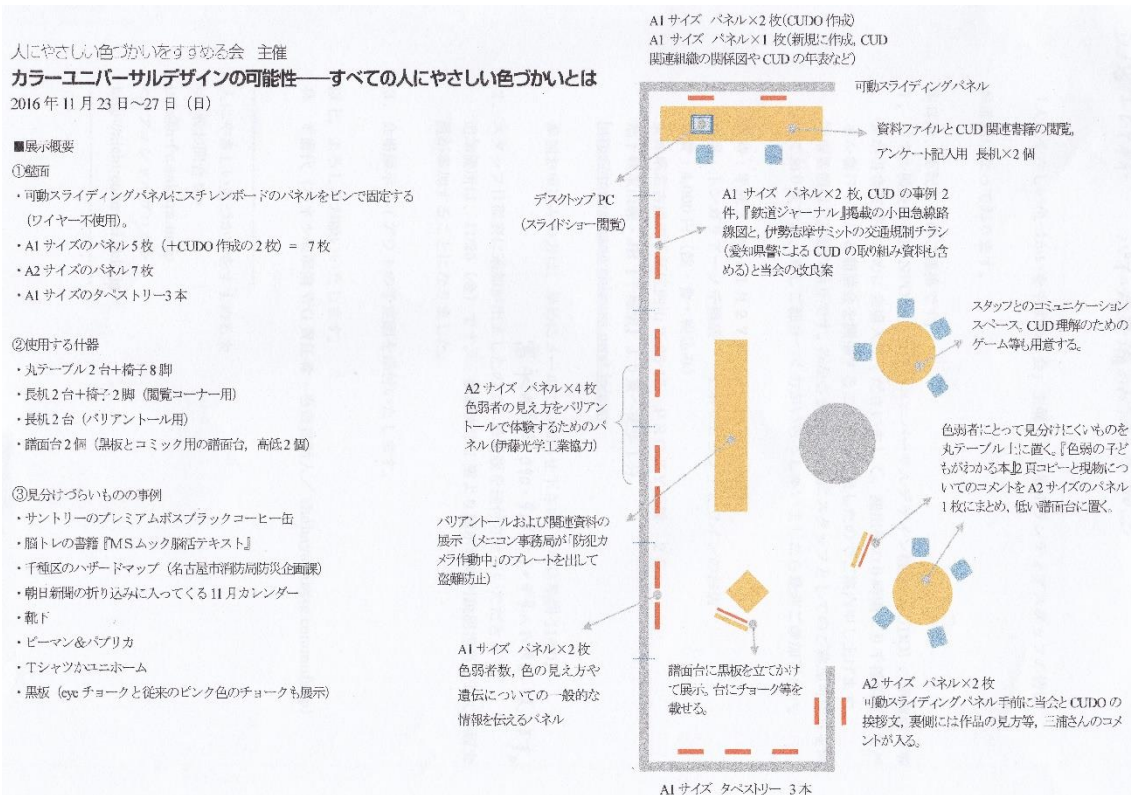 人にやさしい色づかいをすすめる会 主催
カラーユニバーサルデザインの可能性――すべての人にやさしい色づかいとは
2016年11月23日~27日（日）
■展示概要
①壁面
・可動スライディングパネルにスチレンボードのパネルをピンで固定する
（ワイヤー不使用）。
・A1サイズのパネル5枚（+CUDO作成の2枚）= 7枚
・A2サイズのパネル7枚
・A1サイズのタペストリー3本
②使用する什器
・丸テーブル2台+椅子8脚
・長机2台+椅子2脚（閲覧コーナー用）
・長机2台（バリアントール用）
・譜面台2個（黒板とコミック用の譜面台，高低2個）
③見分けづらいものの事例
・サントリーのプレミアムボスブラックコーヒー缶
・脳トレの書籍『MSムック脳活テキスト』
・千種区のハザードマップ（名古屋市消防局防災企画課）
・朝日新聞の折り込みに入ってくる11月カレンダー
・靴下
・ピーマン&パプリカ
・Tシャツかユニホーム
・黒板（eyeチョークと従来のピンク色のチョークも展示）
A1サイズ パネル×2枚(CUDO作成)
A1サイズ パネル×1枚(新規に作成, CUD
関連組織の関係図やCUDの年表など)
可動スライディングパネル
資料ファイルとCUD関連書籍の閲覧，
アンケート記入用 長机×2個
デスクトップPC
(スライドショー閲覧)
A1サイズ パネル×2枚, CUDの事例2
件，『鉄道ジャーナル』掲載の小田急線路
線図と，伊勢志摩サミットの交通規制チラシ
（愛知県警によるCUDの取り組み資料も含
める）と当会の改良案
スタッフとのコミュニケーション
スペース。CUD理解のための
ゲーム等も用意する。
A2サイズ パネル×4枚
色弱者の見え方をバリアン
トールで体験するためのパ
ネル(伊藤光学工業協力)
色弱者にとって見分けにくいものを
丸テーブル上に置く。『色弱の子ど
もがわかる本』2頁コピーと現物につ
いてのコメントをA2サイズのパネル
1枚にまとめ，低い譜面台に置く。
バリアントールおよび関連資料の
展示（メニコン事務局が「防犯カ
メラ作動中」のプレートを出して
盗難防止）
A1サイズ パネル×2枚
色弱者数，色の見え方や
遺伝についての一般的な
情報を伝えるパネル
譜面台に黒板を立てかけ
て展示。台にチョーク等を
載せる。
A2サイズ パネル×2枚
可動スライディングパネル手前に当会とCUDOの
挨拶文，裏側には作品の見方等，三浦さんのコメ
ントが入る。
A1サイズ タペストリー 3本